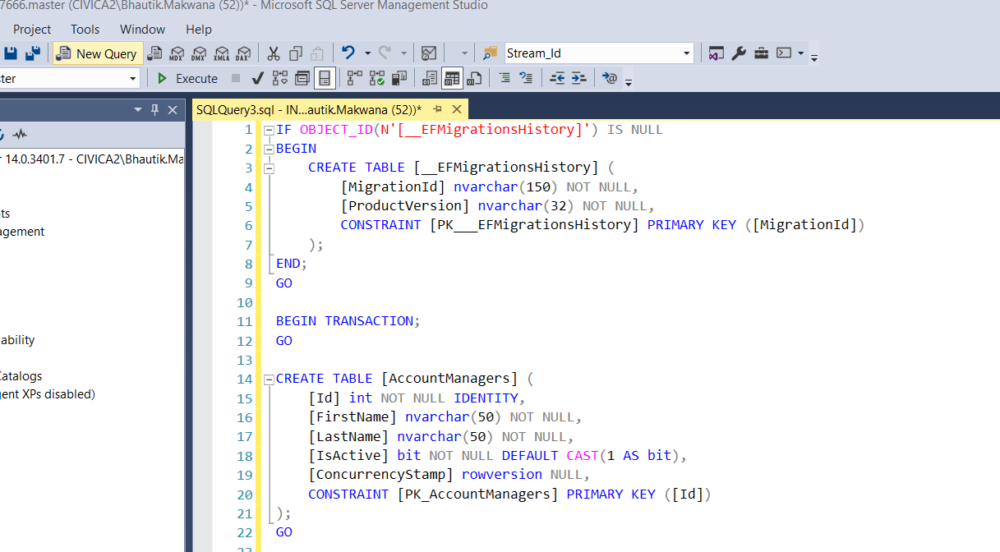 7666.master (CIVICA2\Bhautik.Makwana (52))* - Microsoft SQL Server Management Studio
Project Tools Window Help
New Query MDX DMX XMLA DAX Stream_Id
ter Execute
SQLQuery3.sql - IN...autik.Makwana (52))*
r 14.0.3401.7 - CIVICA2\Bhautik.Ma
ts
agement
ability
Catalogs
ent XPs disabled)
1 IF OBJECT_ID(N'[__EFMigrationsHistory]') IS NULL
2 BEGIN
3 CREATE TABLE [__EFMigrationsHistory] (
4 [MigrationId] nvarchar(150) NOT NULL,
5 [ProductVersion] nvarchar(32) NOT NULL,
6 CONSTRAINT [PK___EFMigrationsHistory] PRIMARY KEY ([MigrationId])
7 );
8 END;
9 GO
10
11 BEGIN TRANSACTION;
12 GO
13
14 CREATE TABLE [AccountManagers] (
15 [Id] int NOT NULL IDENTITY,
16 [FirstName] nvarchar(50) NOT NULL,
17 [LastName] nvarchar(50) NOT NULL,
18 [IsActive] bit NOT NULL DEFAULT CAST(1 AS bit),
19 [ConcurrencyStamp] rowversion NULL,
20 CONSTRAINT [PK_AccountManagers] PRIMARY KEY ([Id])
21 );
22 GO